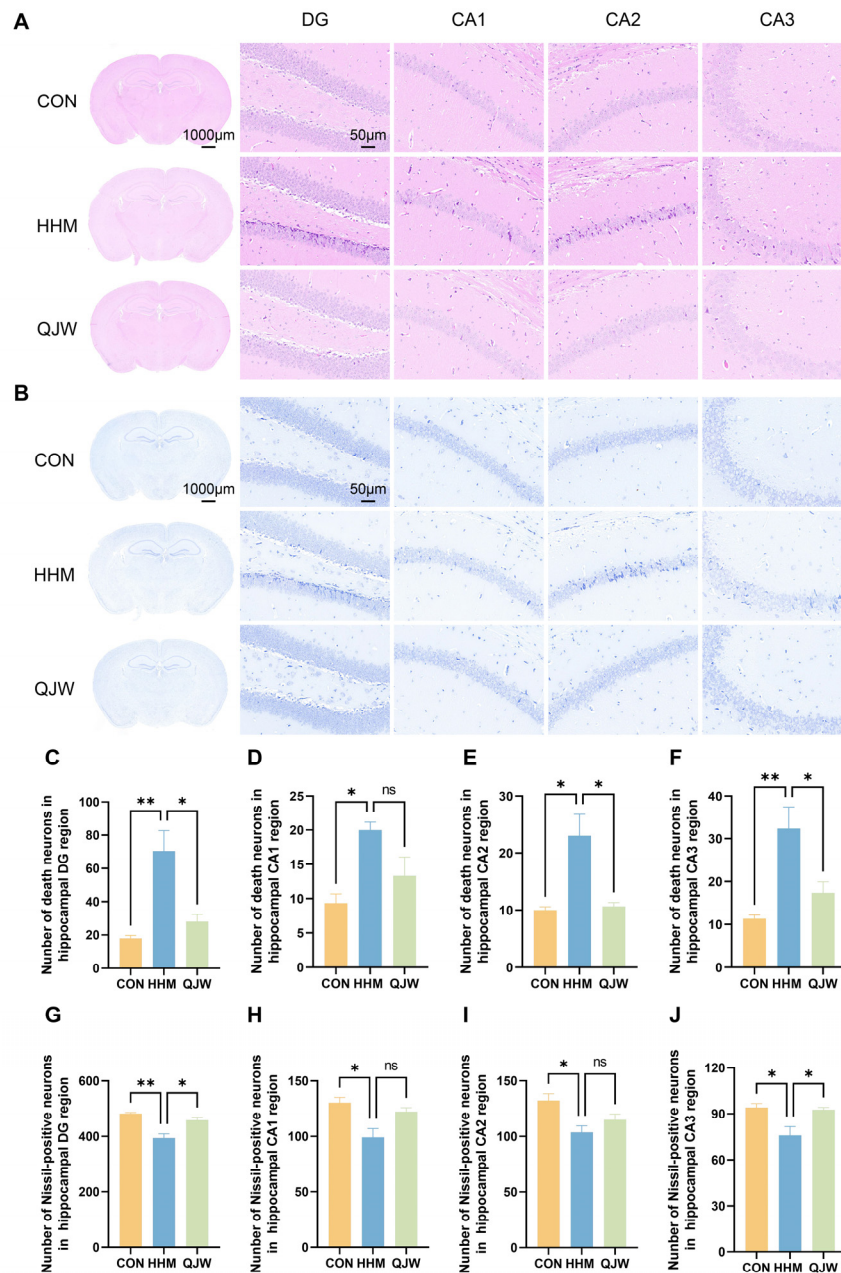 A
DG CA1 CA2 CA3
CON
1000μm 50μm
HHM
QJW
B
CON
1000μm 50μm
HHM
QJW
C
Number of death neurons in
hippocampal DG region
100
80
60
40
20
0
** *
CON HHM QJW
D
Number of death neurons in
hippocampal CA1 region
25
20
15
10
5
0
* ns
CON HHM QJW
E
Number of death neurons in
hippocampal CA2 region
30
20
10
0
* *
CON HHM QJW
F
Number of death neurons in
hippocampal CA3 region
40
30
20
10
0
** *
CON HHM QJW
G
Number of Nissil-positive neurons
in hippocampal DG region
600
400
200
0
** *
CON HHM QJW
H
Number of Nissil-positive neurons
in hippocampal CA1 region
150
100
50
0
* ns
CON HHM QJW
I
Number of Nissil-positive neurons
in hippocampal CA2 region
150
100
50
0
* ns
CON HHM QJW
J
Number of Nissil-positive neurons
in hippocampal CA3 region
120
90
60
30
0
* *
CON HHM QJW